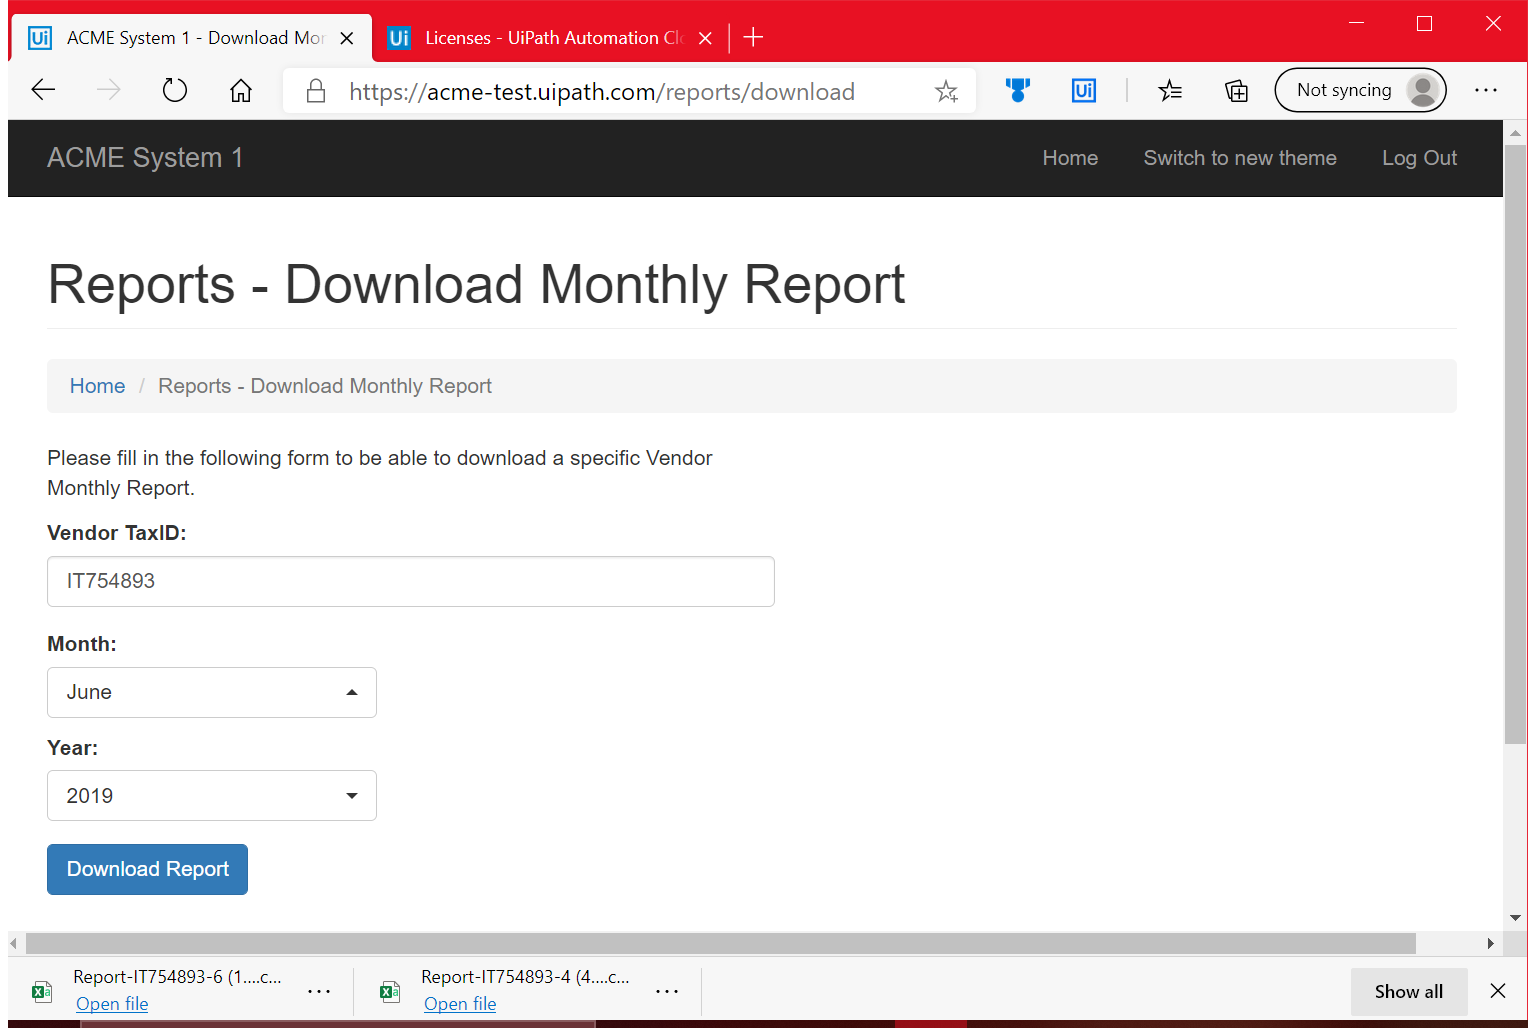 Ui ACME System 1 - Download Mor
Ui Licenses - UiPath Automation Clo
https://acme-test.uipath.com/reports/download
Ui
Not syncing
ACME System 1
Home Switch to new theme Log Out
Reports - Download Monthly Report
Home / Reports - Download Monthly Report
Please fill in the following form to be able to download a specific Vendor
Monthly Report.
Vendor TaxID:
IT754893
Month:
June
Year:
2019
Download Report
Report-IT754893-6 (1....c...
Open file
Report-IT754893-4 (4....c...
Open file
Show all